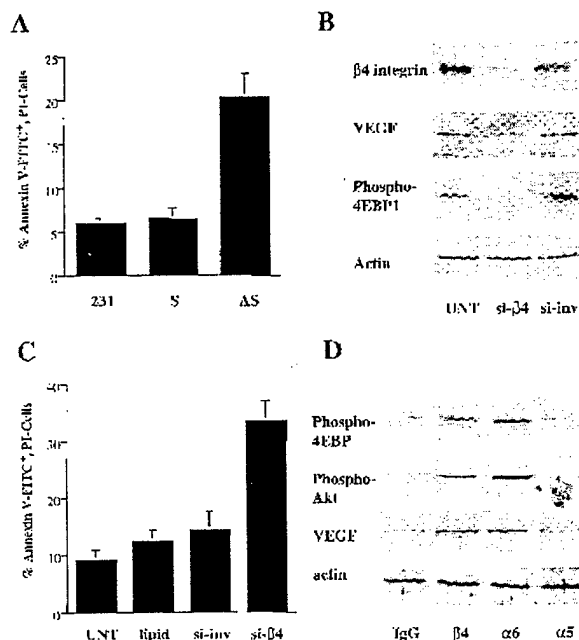 A
% Annexin V-FITC+, PI-Cells
25
20
15
10
5
0
231
S
ΔS
B
β4 integrin
VEGF
Phospho-
4EBP1
Actin
UNT si-β4 si-inv
C
% Annexin V-FITC+, PI-Cells
40
30
20
10
0
UNT lipid si-inv si-β4
D
Phospho-
4EBP
Phospho-
Akt
VEGF
actin
IgG β4 α6 α5